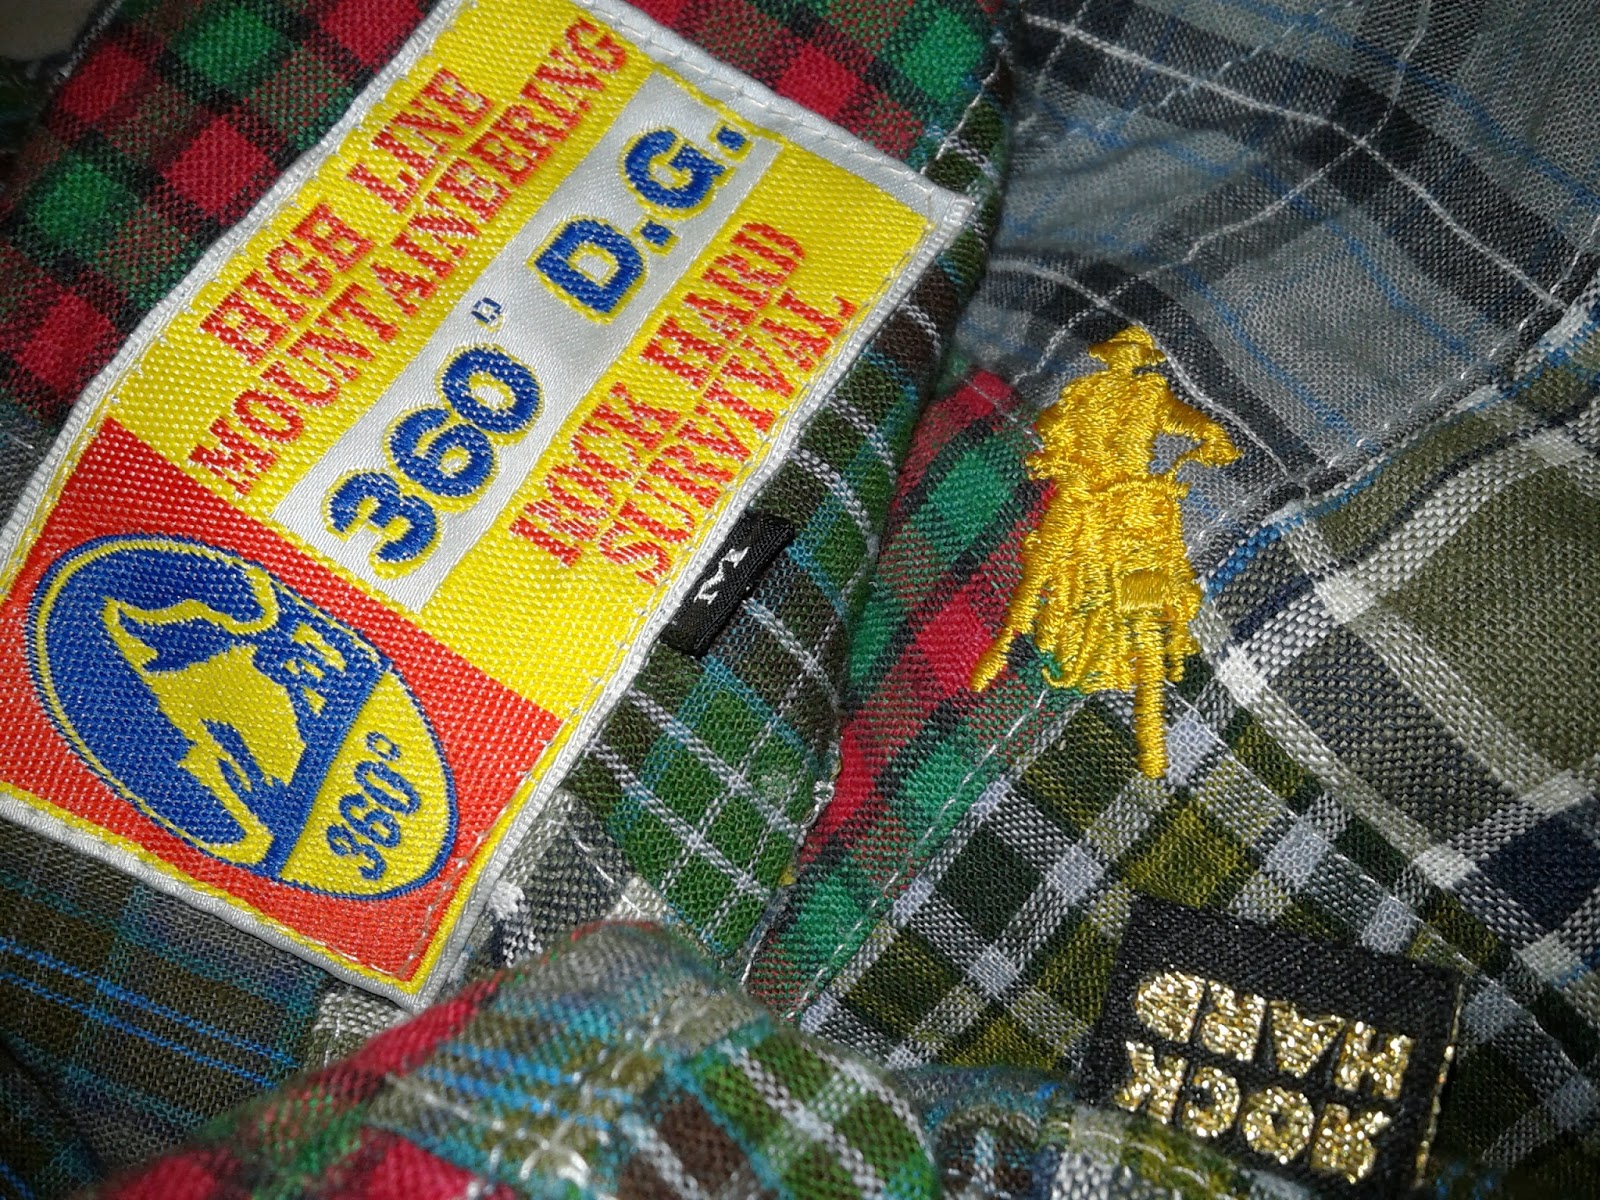 HIGH LINE
MOUNTAINEERING
360° D.G.
ROCK HARD
SURVIVAL
360°
M
ROCK
HARD